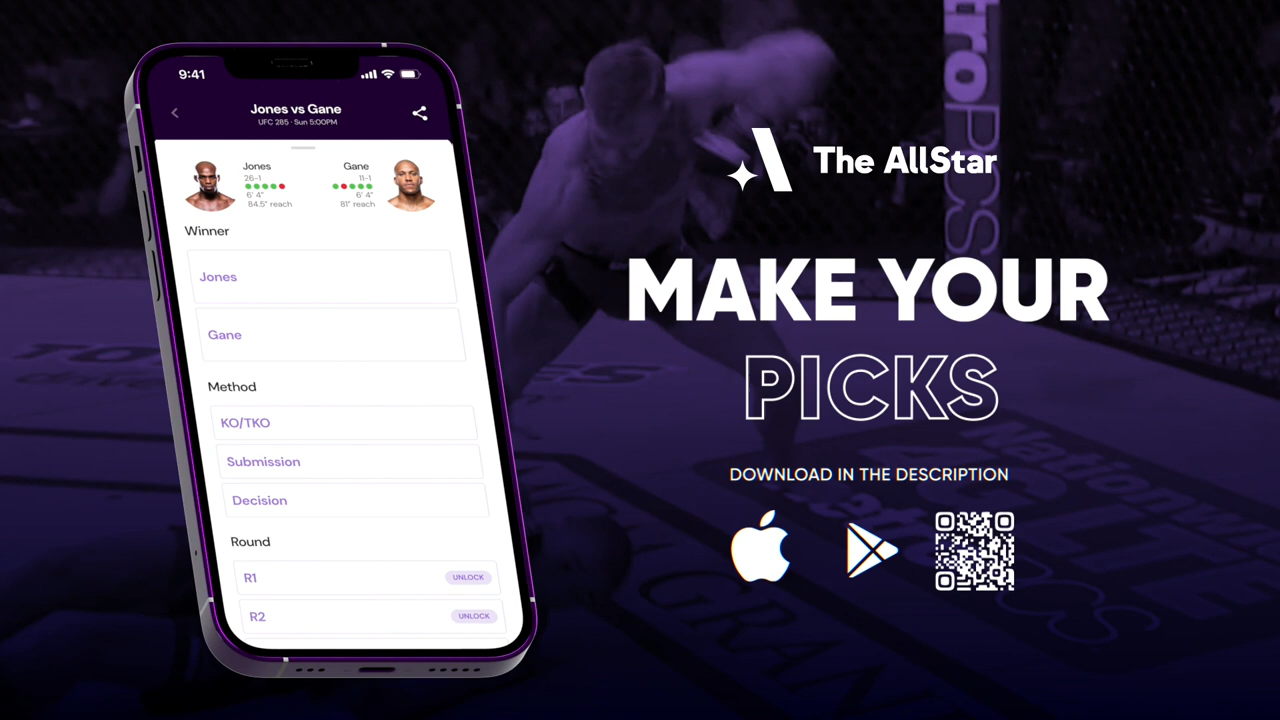 9:41
Jones vs Gane
UFC 285 · Sun 5:00PM
Jones
26-1
6' 4"
84.5" reach
Gane
11-1
6' 4"
81" reach
Winner
Jones
Gane
Method
KO/TKO
Submission
Decision
Round
R1
UNLOCK
R2
UNLOCK
The AllStar
MAKE YOUR
PICKS
DOWNLOAD IN THE DESCRIPTION